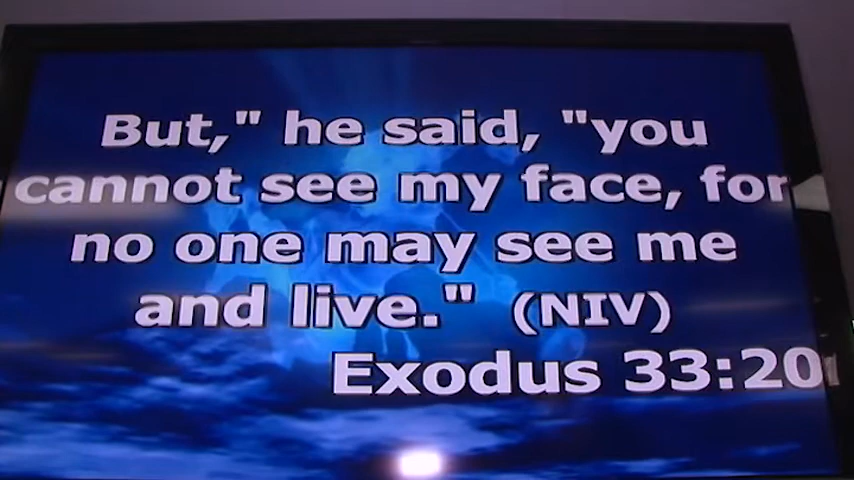 But," he said, "you
cannot see my face, for
no one may see me
and live." (NIV)
Exodus 33:20